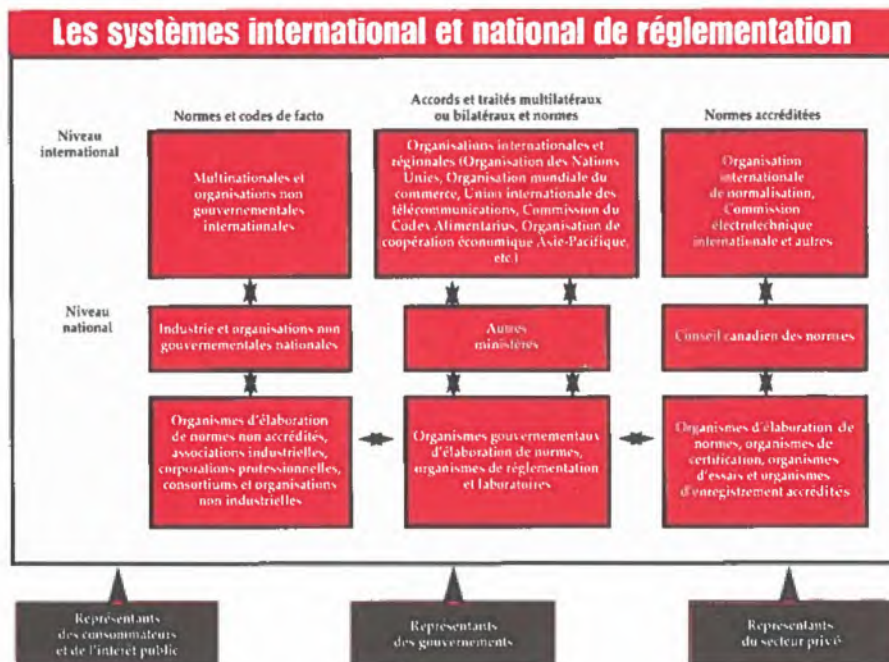 Les systèmes international et national de réglementation
Niveau
international
Normes et codes de facto
Accords et traités multilatéraux
ou bilatéraux et normes
Normes accréditées
Multinationales et
organisations non
gouvernementales
internationales
Organisations internationales et
régionales (Organisation des Nations
Unies, Organisation mondiale du
commerce, Union internationale des
télécommunications, Commission du
Codex Alimentarius, Organisation de
coopération économique Asie-Pacifique,
etc.)
Organisation
internationale
de normalisation,
Commission
électrotechnique
internationale et autres
Niveau
national
Industrie et organisations non
gouvernementales nationales
Autres
ministères
Conseil canadien des normes
Organismes d'élaboration
de normes non accrédités,
associations industrielles,
corporations professionnelles,
consortiums et organisations
non industrielles
Organismes gouvernementaux
d'élaboration de normes,
organismes de réglementation
et laboratoires
Organismes d'élaboration de
normes, organismes de
certification, organismes
d'essais et organismes
d'enregistrement accrédités
Représentants
des consommateurs
et de l'intérêt public
Représentants
des gouvernements
Représentants
du secteur privé